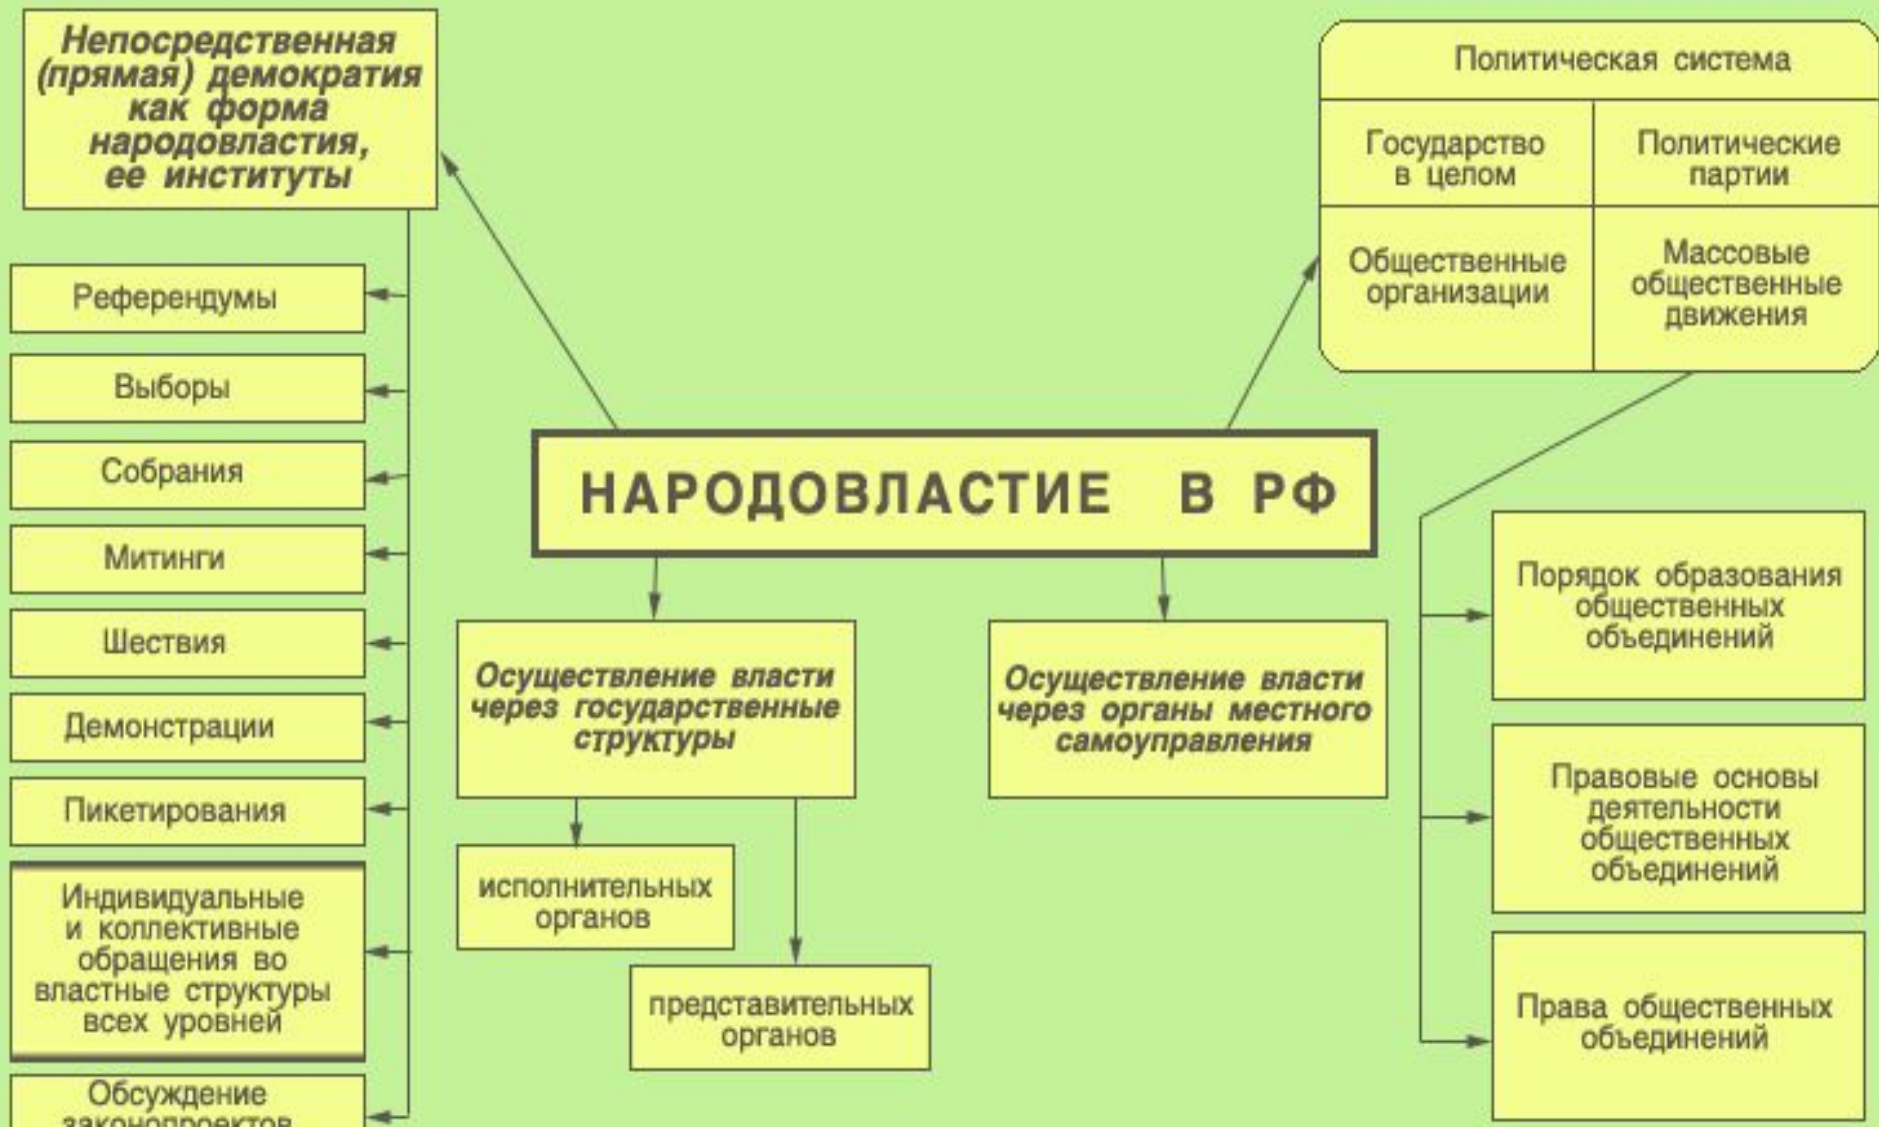 Непосредственная
(прямая) демократия
как форма
народовластия,
ее институты
Референдумы
Выборы
Собрания
Митинги
Шествия
Демонстрации
Пикетирования
Индивидуальные
и коллективные
обращения во
властные структуры
всех уровней
Обсуждение
законопроектов
НАРОДОВЛАСТИЕ В РФ
Осуществление власти
через государственные
структуры
исполнительных
органов
представительных
органов
Осуществление власти
через органы местного
самоуправления
Политическая система
Государство
в целом
Политические
партии
Общественные
организации
Массовые
общественные
движения
Порядок образования
общественных
объединений
Правовые основы
деятельности
общественных
объединений
Права общественных
объединений